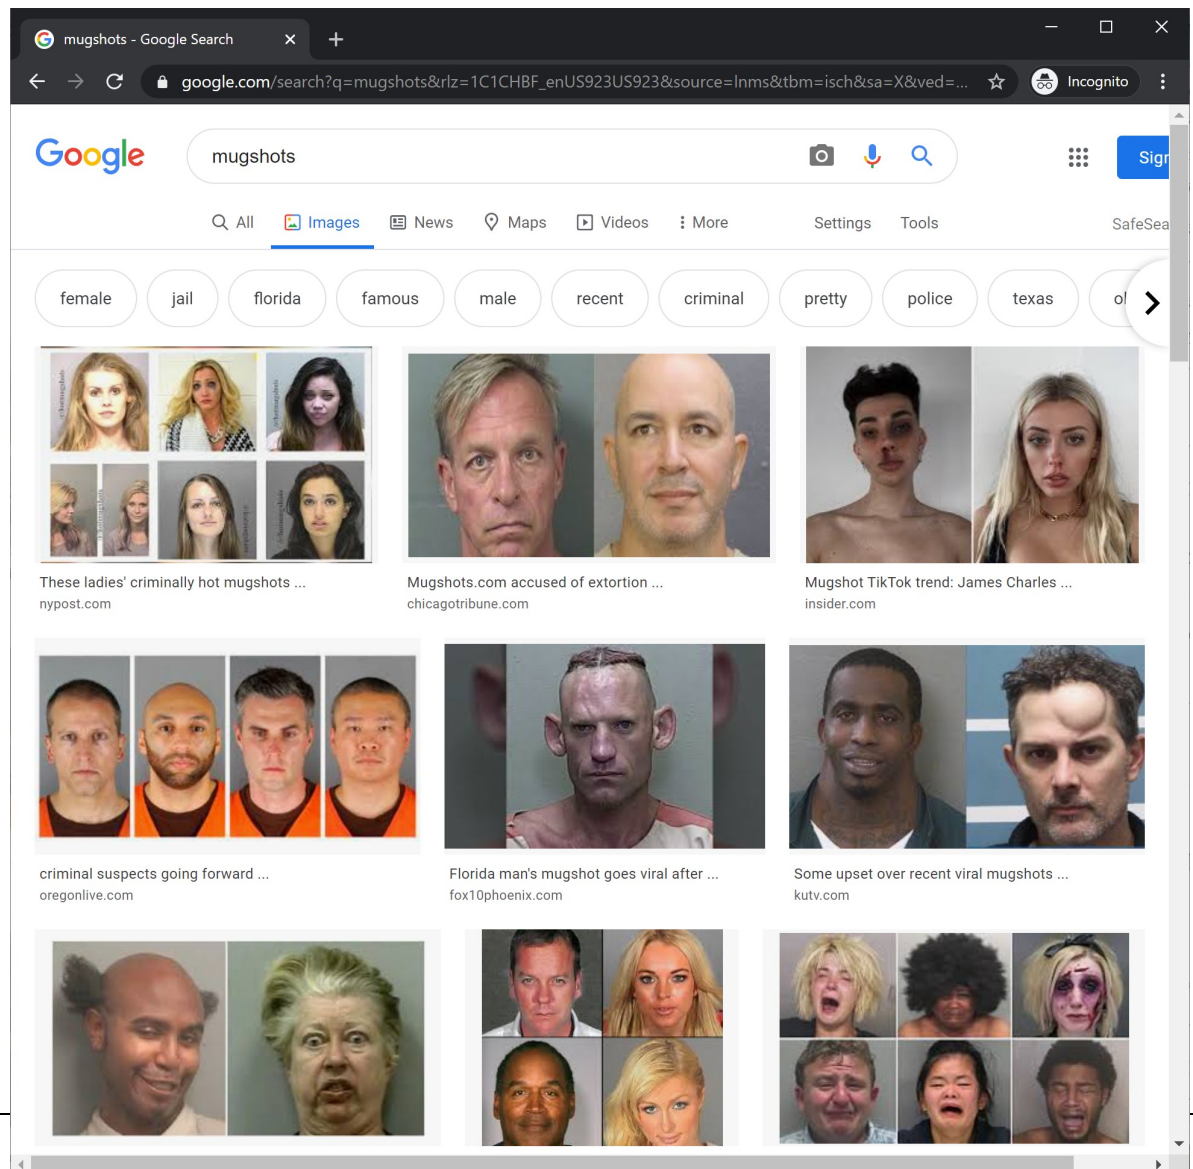 mugshots - Google Search
google.com/search?q=mugshots&rlz=1C1CHBF_enUS923US923&source=lnms&tbm=isch&sa=X&ved=...
Incognito
Google
mugshots
Sign
All
Images
News
Maps
Videos
More
Settings
Tools
SafeSea
female
jail
florida
famous
male
recent
criminal
pretty
police
texas
These ladies' criminally hot mugshots ...
nypost.com
Mugshots.com accused of extortion ...
chicagotribune.com
Mugshot TikTok trend: James Charles ...
insider.com
criminal suspects going forward ...
oregonlive.com
Florida man's mugshot goes viral after ...
fox10phoenix.com
Some upset over recent viral mugshots ...
kutv.com